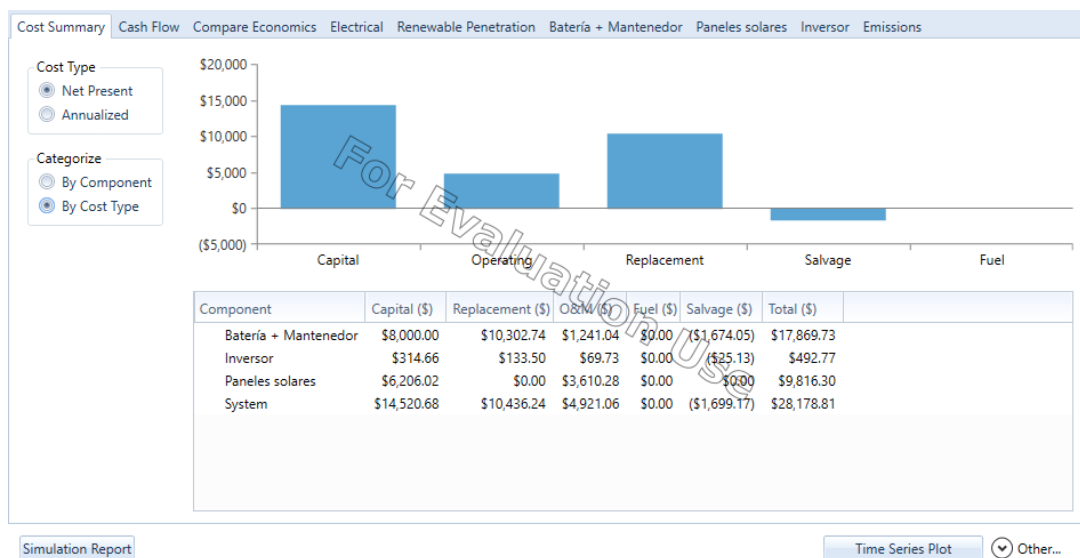 Cost Summary Cash Flow Compare Economics Electrical Renewable Penetration Batería + Mantenedor Paneles solares Inversor Emissions
Cost Type
Net Present
Annualized
Categorize
By Component
By Cost Type
$20,000
$15,000
$10,000
$5,000
$0
($5,000)
Capital Operating Replacement Salvage Fuel
For Evaluation Use
Component Capital ($) Replacement ($) O&M ($) Fuel ($) Salvage ($) Total ($)
Batería + Mantenedor $8,000.00 $10,302.74 $1,241.04 $0.00 ($1,674.05) $17,869.73
Inversor $314.66 $133.50 $69.73 $0.00 ($25.13) $492.77
Paneles solares $6,206.02 $0.00 $3,610.28 $0.00 $0.00 $9,816.30
System $14,520.68 $10,436.24 $4,921.06 $0.00 ($1,699.17) $28,178.81
Simulation Report Time Series Plot Other...